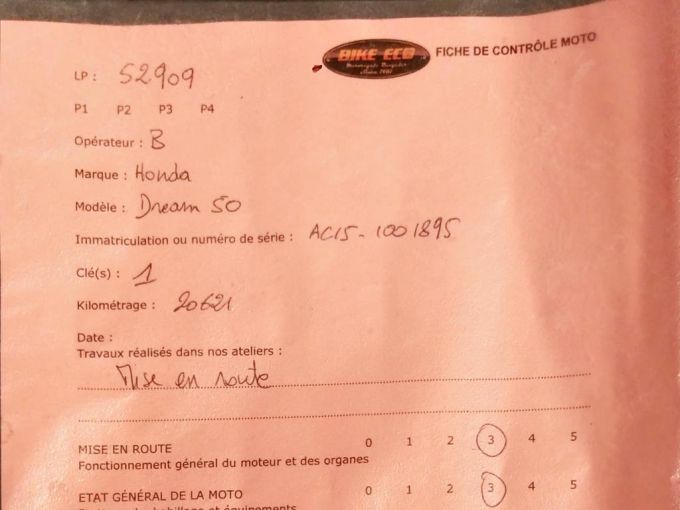 BIKE ECO
FICHE DE CONTRÔLE MOTO
LP : 52909
P1 P2 P3 P4
Opérateur : B
Marque : Honda
Modèle : Dream 50
Immatriculation ou numéro de série : AC15-1001895
Clé(s) : 1
Kilométrage : 20621
Date :
Travaux réalisés dans nos ateliers :
Mise en route
MISE EN ROUTE 0 1 2 3 4 5
Fonctionnement général du moteur et des organes
ETAT GÉNÉRAL DE LA MOTO 0 1 2 3 4 5